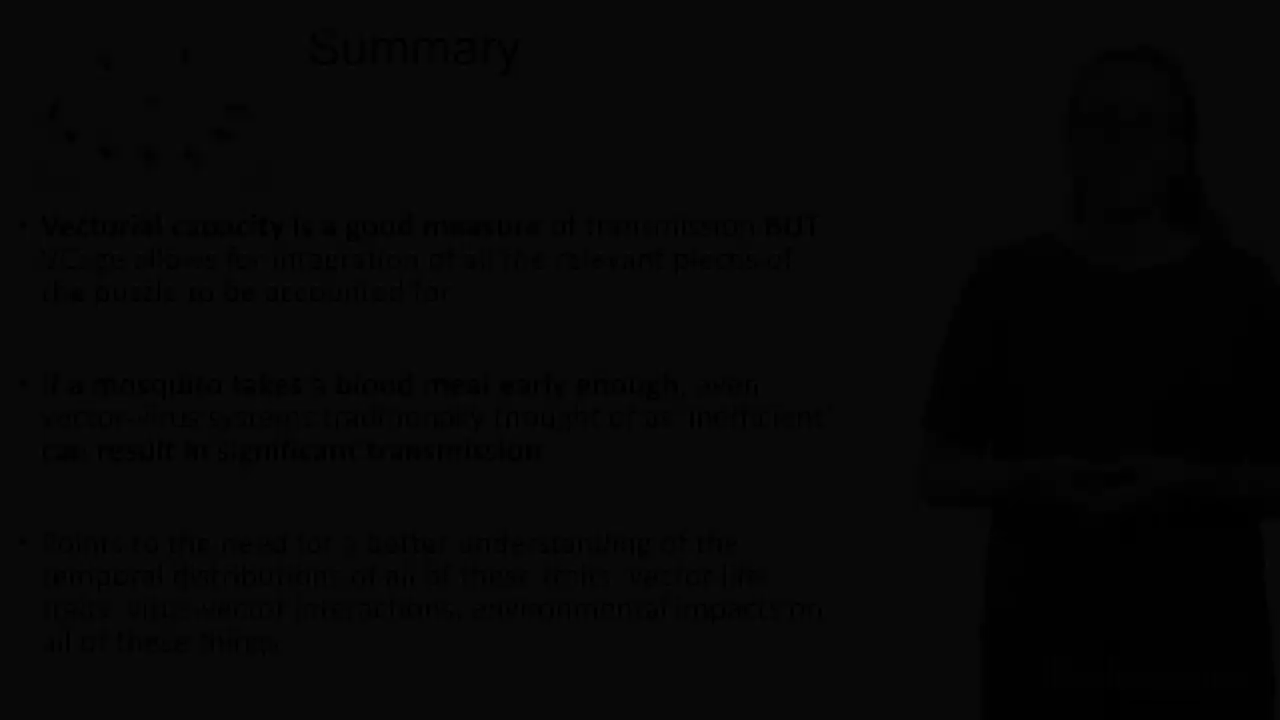 Summary
• Vectorial capacity is a good measure of transmission BUT
VCage allows for integration of all the relevant pieces of
the puzzle to be accounted for
• If a mosquito takes a blood meal early enough, even
vector-virus systems traditionally thought of as 'inefficient'
can result in significant transmission
• Points to the need for a better understanding of the
temporal distributions of all of these traits: vector life
traits, virus-vector interactions, environmental impacts on
all of these things